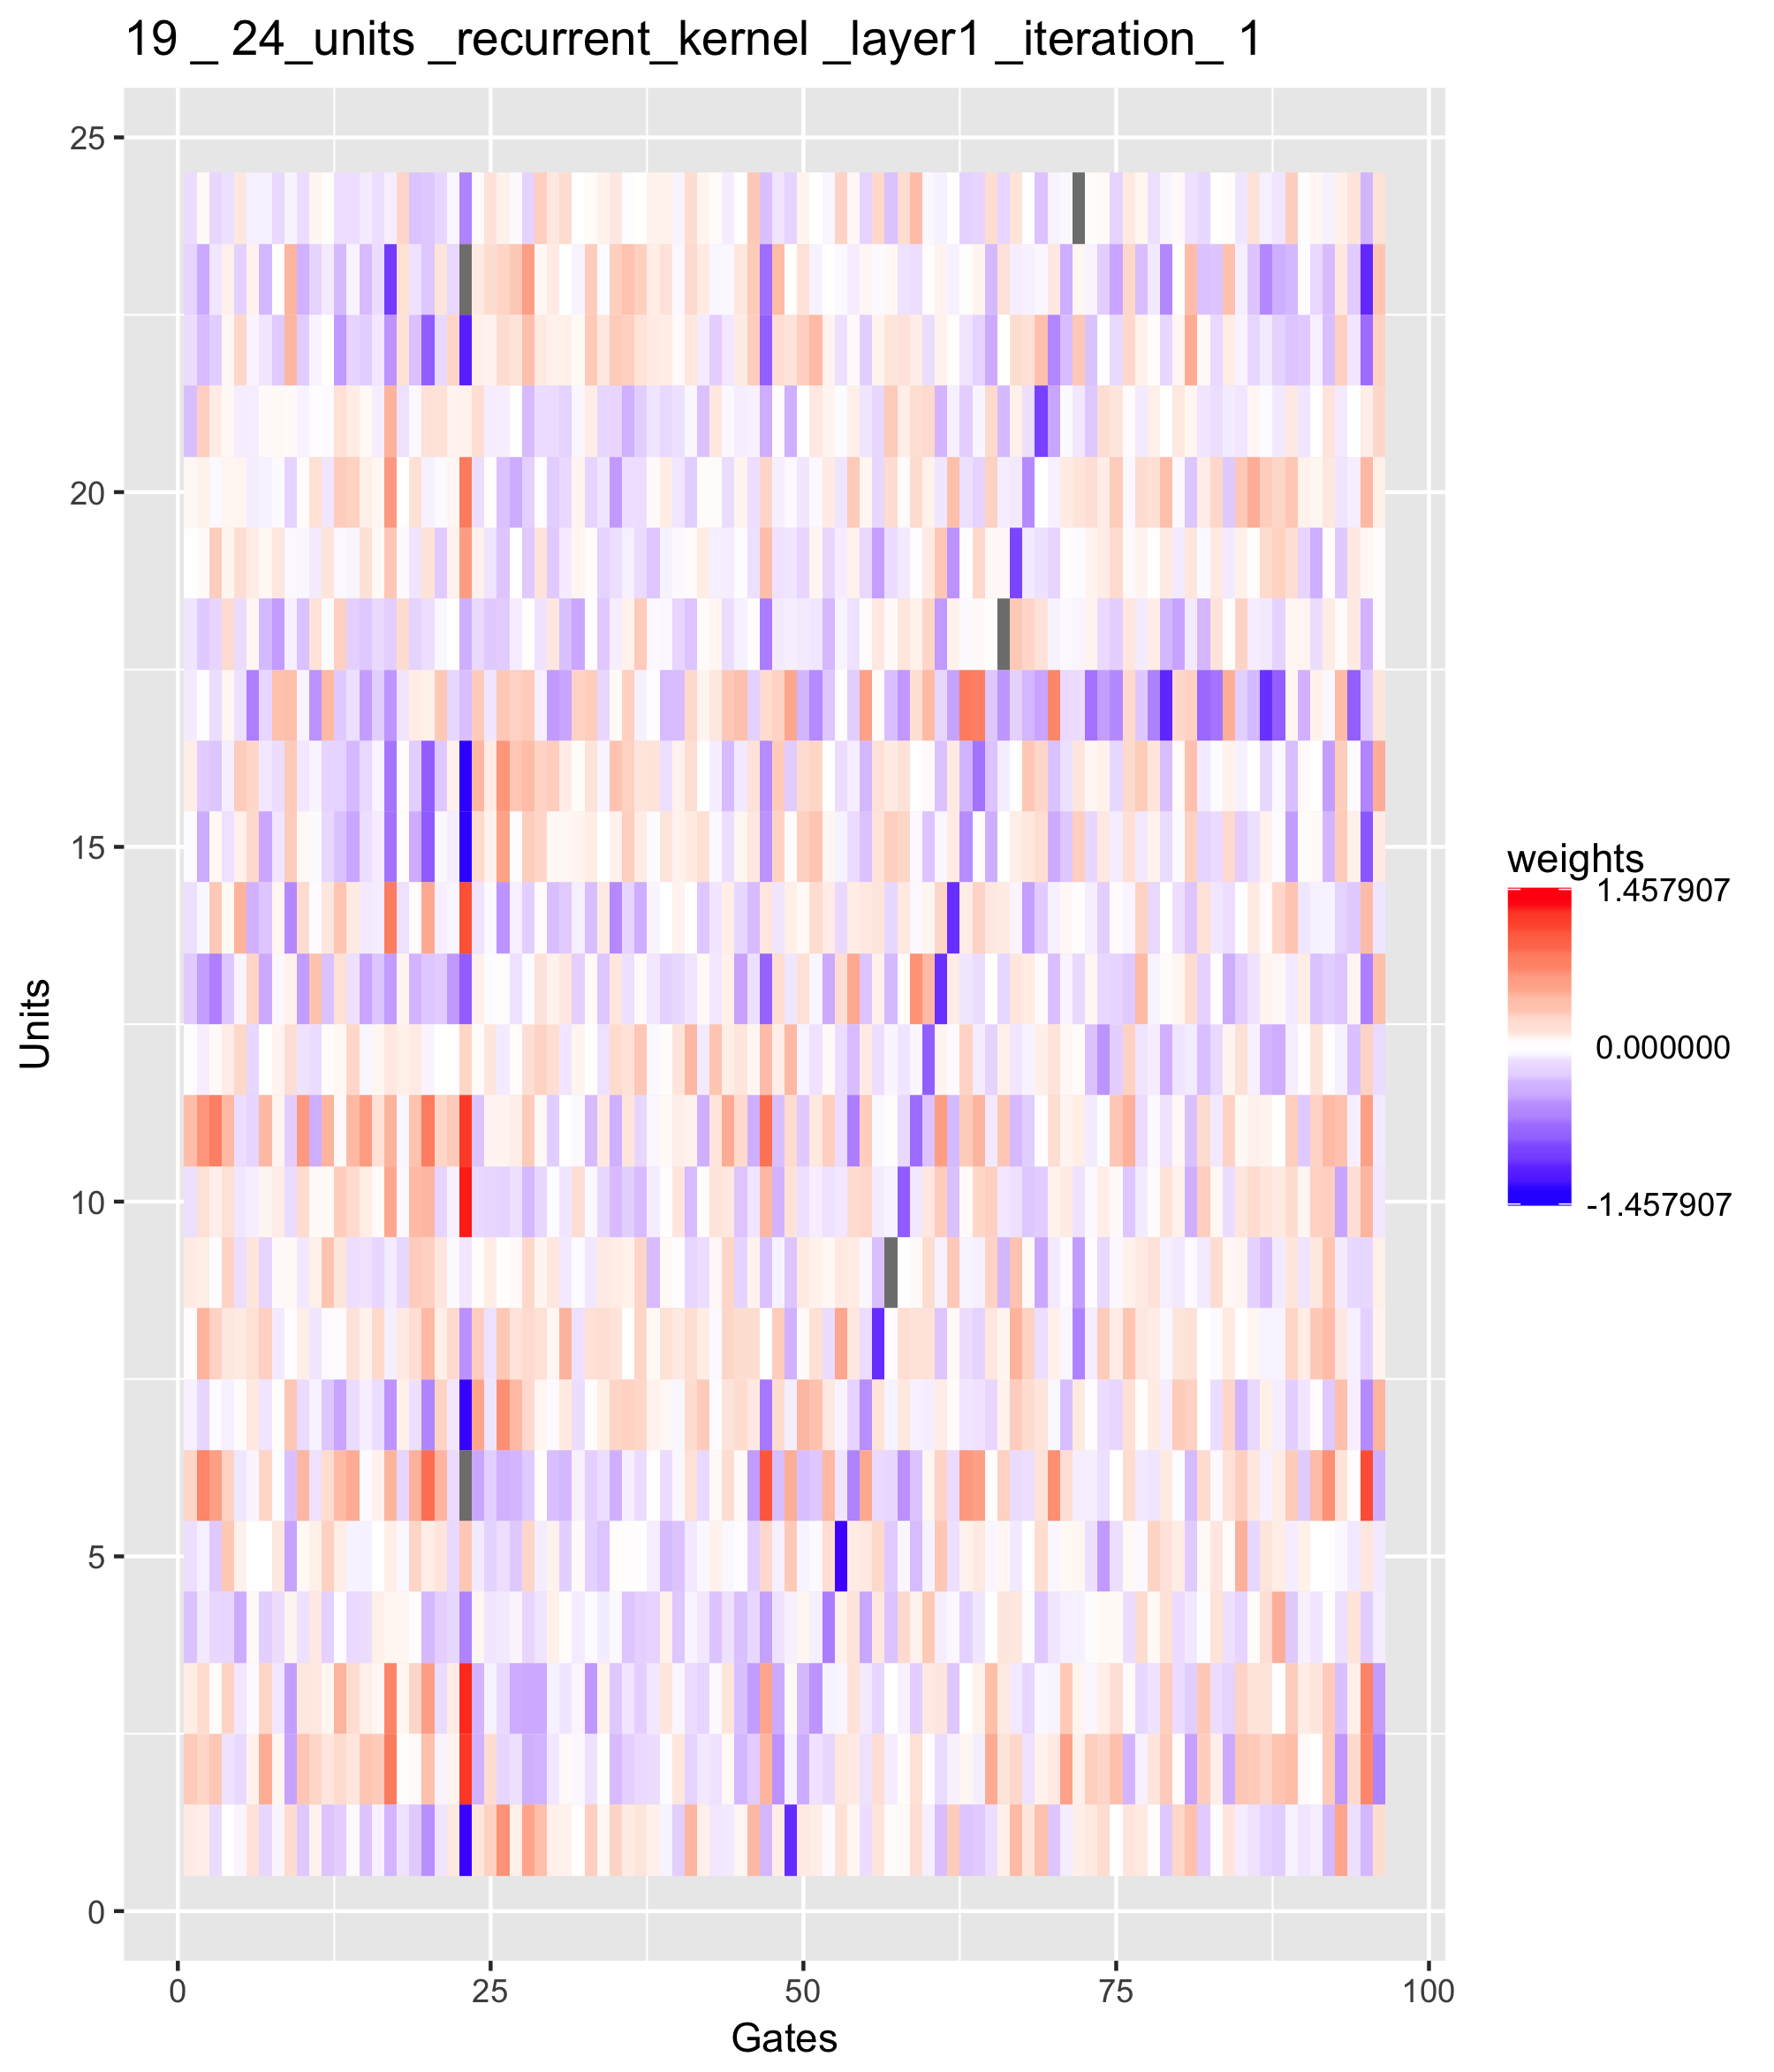 19 _ 24_units _recurrent_kernel _layer1 _iteration_ 1
25
20
15
10
5
0
Units
0 25 50 75 100
Gates
weights
1.457907
0.000000
-1.457907